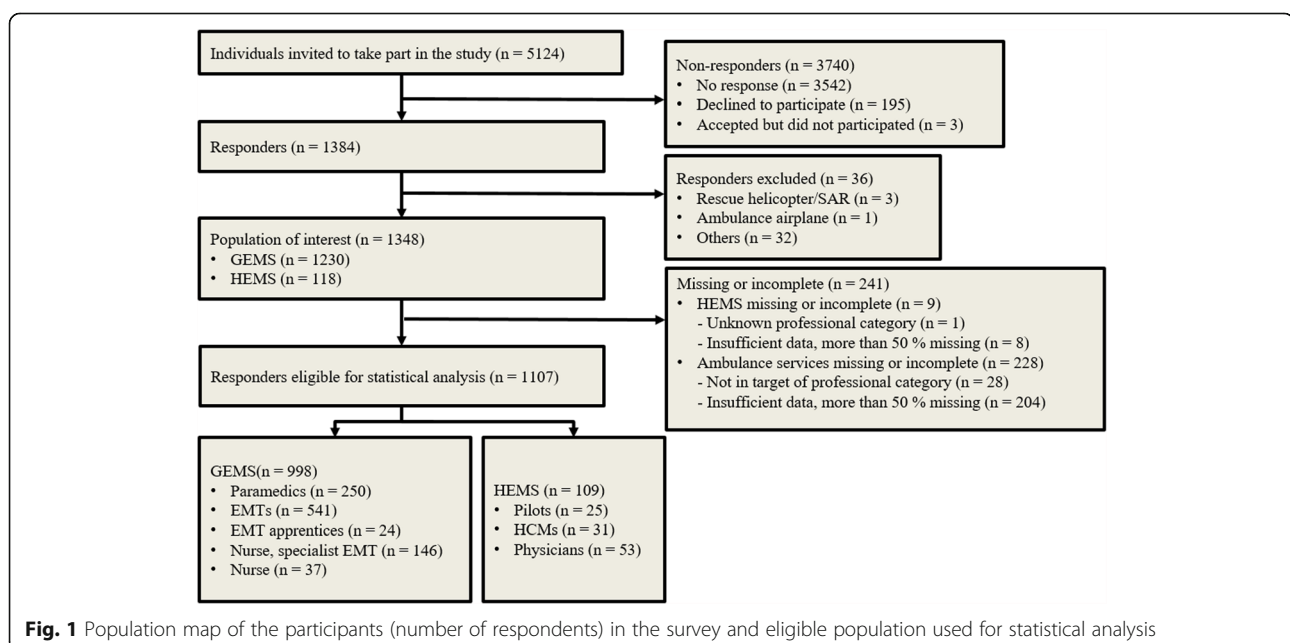 Individuals invited to take part in the study (n = 5124)
Non-responders (n = 3740)
• No response (n = 3542)
• Declined to participate (n = 195)
• Accepted but did not participated (n = 3)
Responders (n = 1384)
Responders excluded (n = 36)
• Rescue helicopter/SAR (n = 3)
• Ambulance airplane (n = 1)
• Others (n = 32)
Population of interest (n = 1348)
• GEMS (n = 1230)
• HEMS (n = 118)
Missing or incomplete (n = 241)
• HEMS missing or incomplete (n = 9)
- Unknown professional category (n = 1)
- Insufficient data, more than 50 % missing (n = 8)
• Ambulance services missing or incomplete (n = 228)
- Not in target of professional category (n = 28)
- Insufficient data, more than 50 % missing (n = 204)
Responders eligible for statistical analysis (n = 1107)
GEMS(n = 998)
• Paramedics (n = 250)
• EMTs (n = 541)
• EMT apprentices (n = 24)
• Nurse, specialist EMT (n = 146)
• Nurse (n = 37)
HEMS (n = 109)
• Pilots (n = 25)
• HCMs (n = 31)
• Physicians (n = 53)
Fig. 1 Population map of the participants (number of respondents) in the survey and eligible population used for statistical analysis